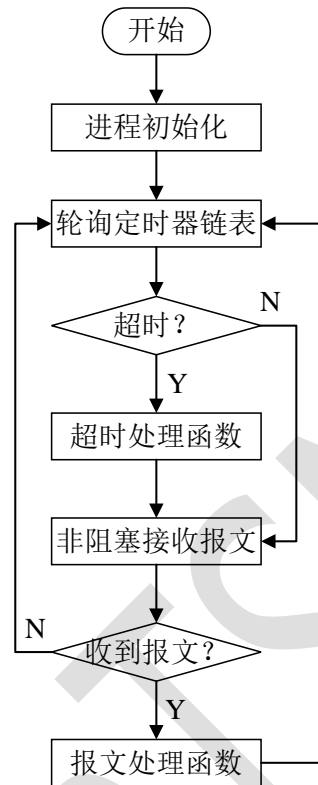 开始
进程初始化
轮询定时器链表
超时？
N
Y
超时处理函数
非阻塞接收报文
N
收到报文？
Y
报文处理函数